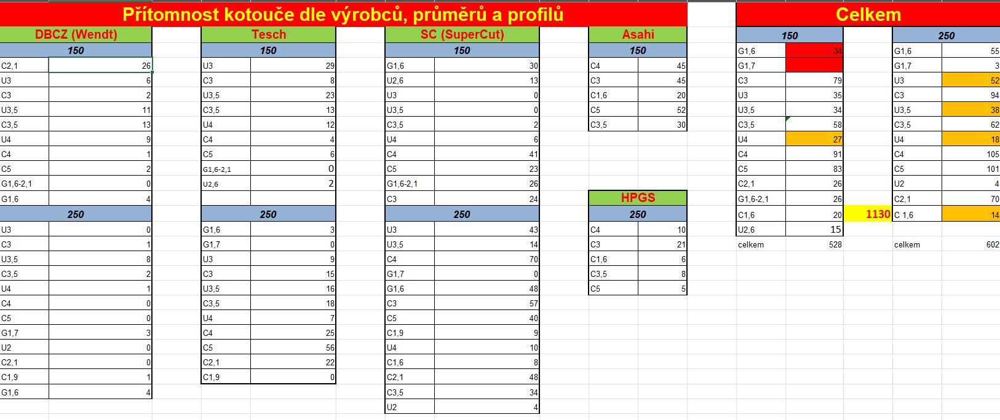 Přítomnost kotouče dle výrobců, průměrů a profilů
DBCZ (Wendt)
150
C2,1 26
U3 6
C3 2
U3,5 11
C3,5 13
U4 9
C4 1
C5 2
G1,6-2,1 0
G1,6 4
250
U3 0
C3 1
U3,5 8
C3,5 2
U4 1
C4 0
C5 0
G1,7 3
U2 0
C2,1 0
C1,9 1
G1,6 4
Tesch
150
U3 29
C3 8
U3,5 23
C3,5 13
U4 12
C4 4
C5 6
G1,6-2,1 0
U2,6 2
250
G1,6 3
G1,7 0
U3 9
C3 15
U3,5 16
C3,5 18
U4 7
C4 25
C5 56
C2,1 22
C1,9 0
SC (SuperCut)
150
G1,6 30
U2,6 13
U3 0
U3,5 0
C3,5 2
U4 6
C4 41
C5 23
G1,6-2,1 26
C3 24
250
U3 43
U3,5 14
C4 70
G1,7 0
G1,6 48
C3 57
C5 40
C1,9 9
U4 10
C1,6 8
C2,1 48
C3,5 34
U2 4
Asahi
150
C4 45
C3 45
C1,6 20
C5 52
C3,5 30
HPGS
250
C4 10
C3 21
C1,6 6
C3,5 8
C5 5
Celkem
150
G1,6 34
G1,7
C3 79
U3 35
U3,5 34
C3,5 58
U4 27
C4 91
C5 83
C2,1 26
G1,6-2,1 26
C1,6 20
U2,6 15
celkem 528
1130
250
G1,6 55
G1,7 3
U3 52
C3 94
U3,5 38
C3,5 62
U4 18
C4 105
C5 101
U2 4
C2,1 70
C 1,6 14
celkem 602